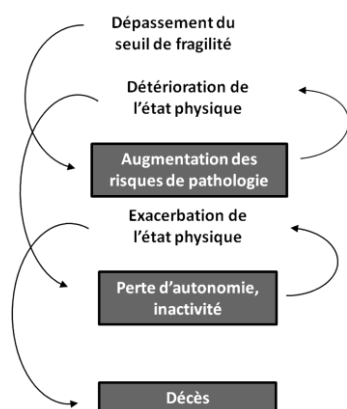 Dépassement du
seuil de fragilité
Détérioration de
l'état physique
Augmentation des
risques de pathologie
Exacerbation de
l'état physique
Perte d'autonomie,
inactivité
Décès